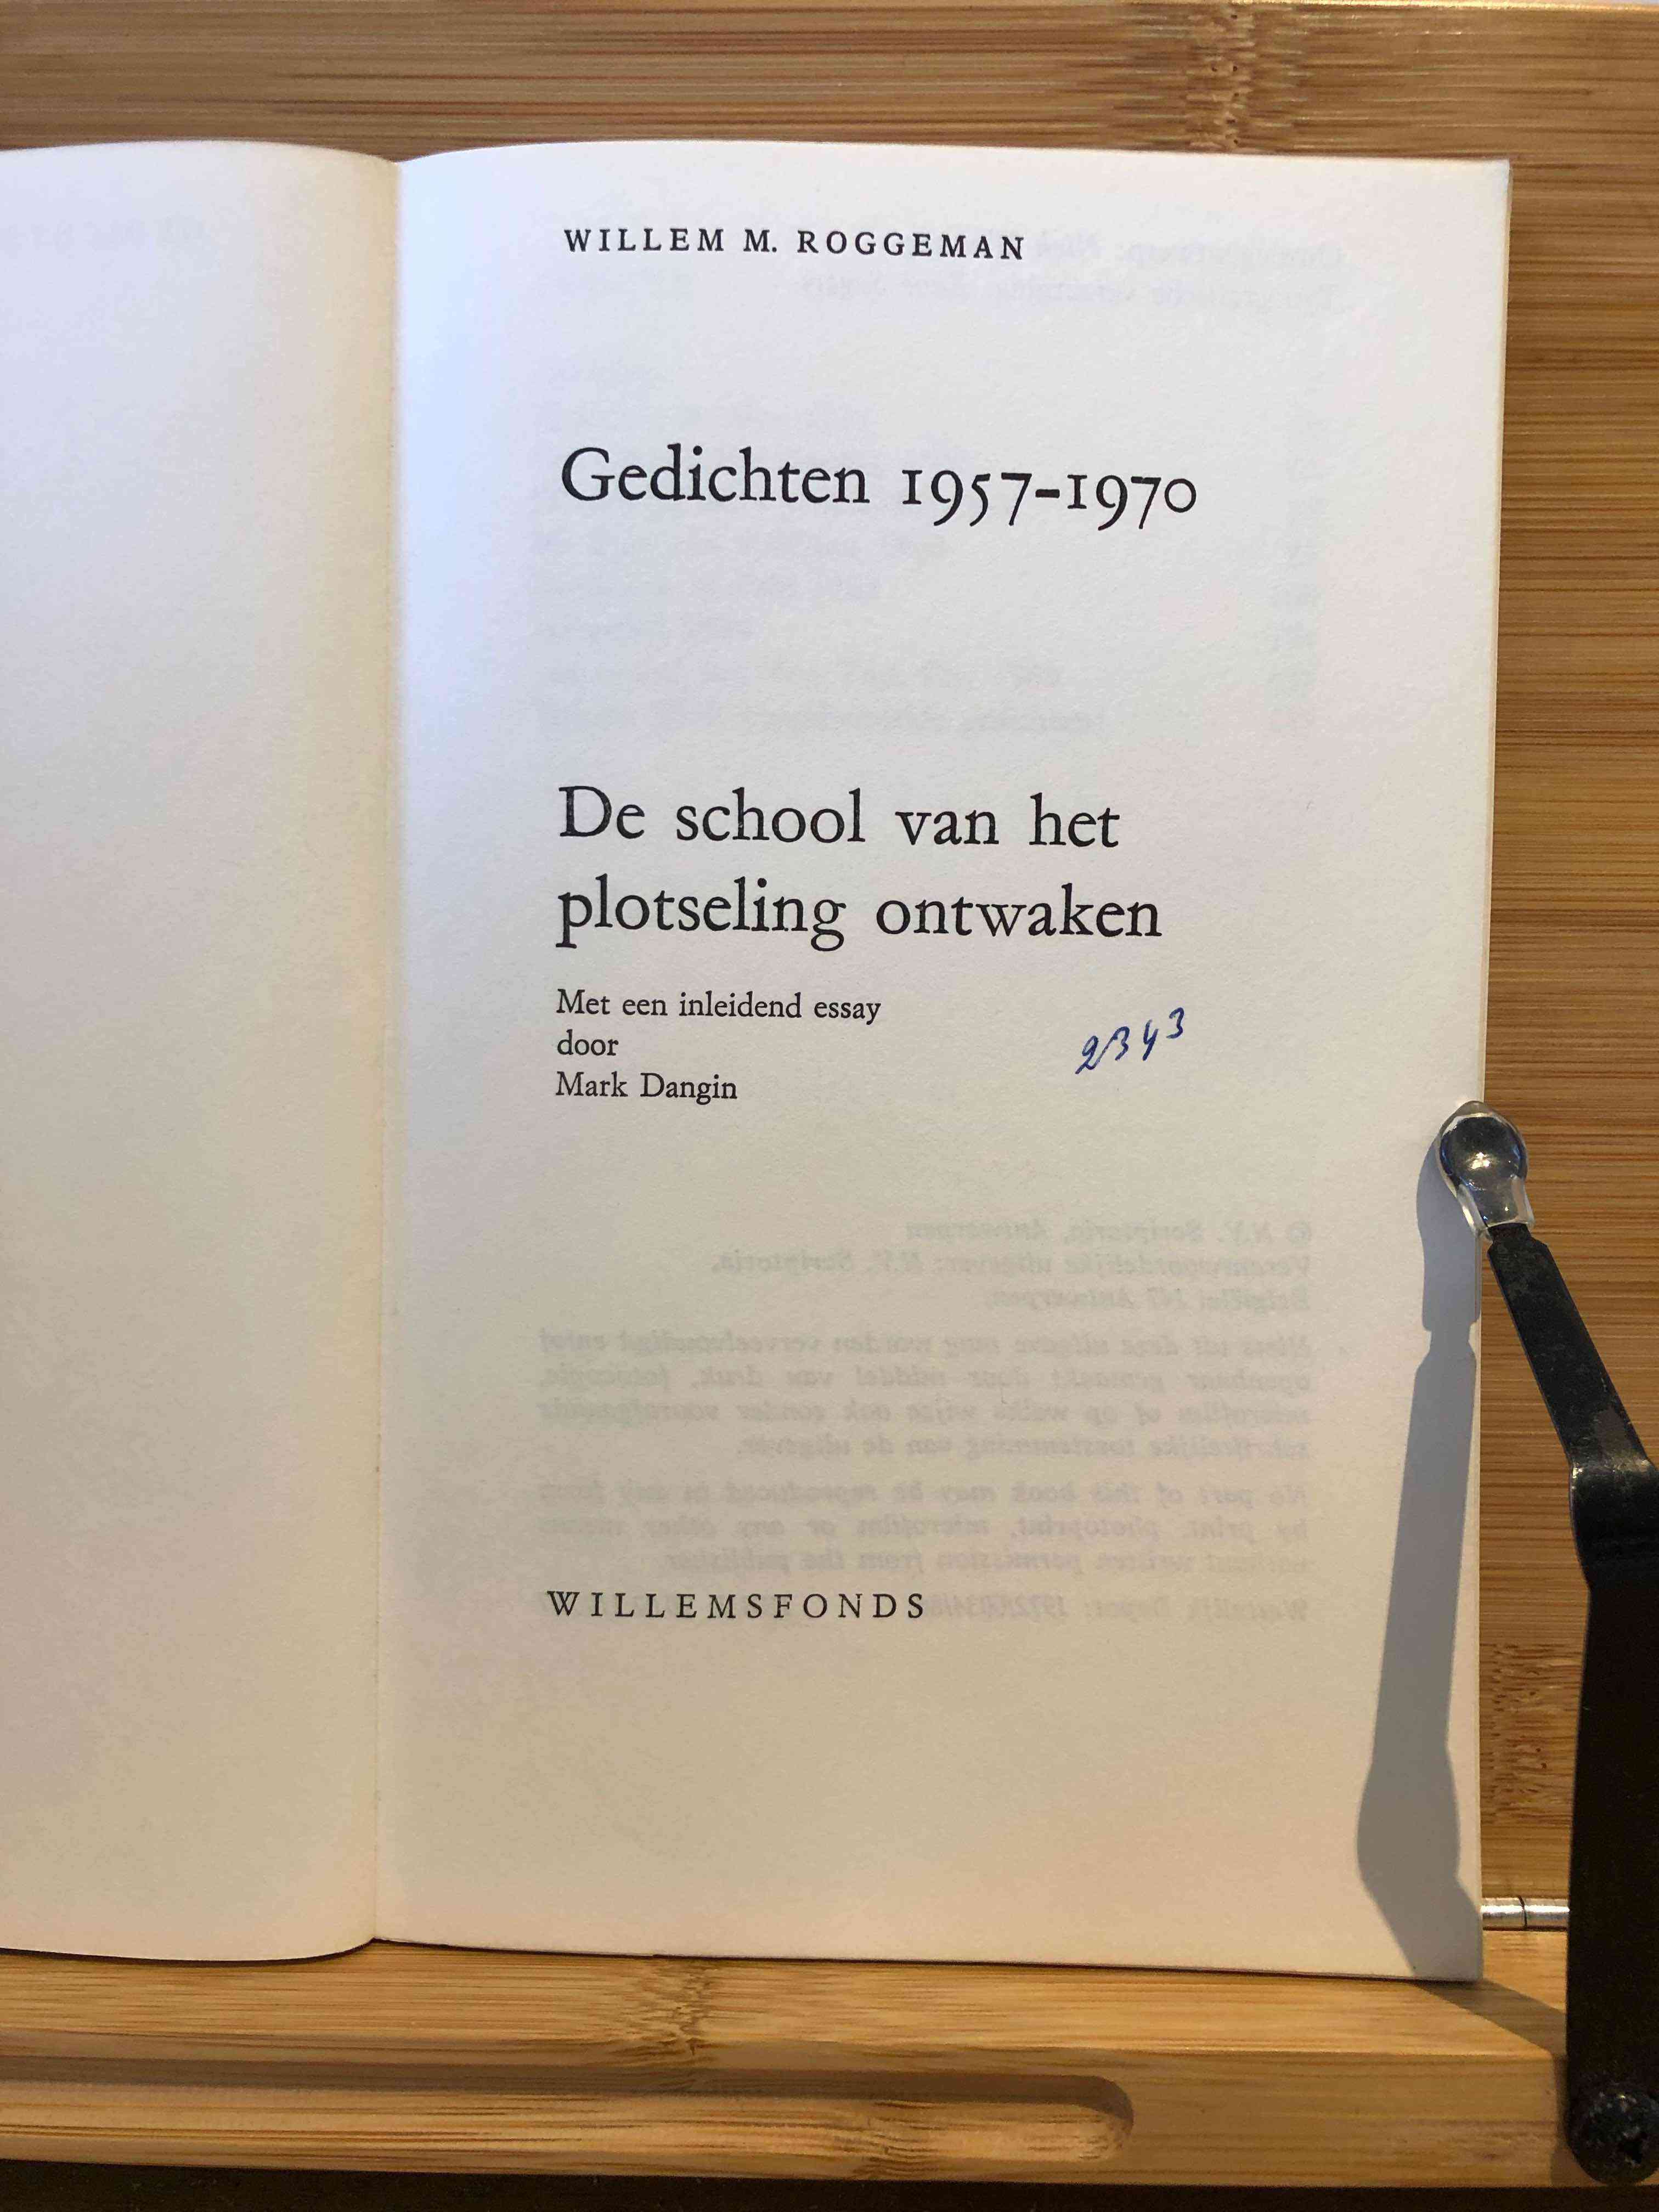 WILLEM M. ROGGEMAN
Gedichten 1957-1970
De school van het
plotseling ontwaken
Met een inleidend essay
door
Mark Dangin
2343
WILLEMSFONDS